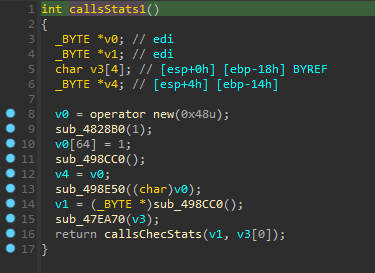 1 int callsStats1()
2 {
3 _BYTE *v0; // edi
4 _BYTE *v1; // edi
5 char v3[4]; // [esp+0h] [ebp-18h] BYREF
6 _BYTE *v4; // [esp+4h] [ebp-14h]
7
8 v0 = operator new(0x48u);
9 sub_4828B0(1);
10 v0[64] = 1;
11 sub_498CC0();
12 v4 = v0;
13 sub_498E50((char)v0);
14 v1 = (_BYTE *)sub_498CC0();
15 sub_47EA70(v3);
16 return callsChecStats(v1, v3[0]);
17 }